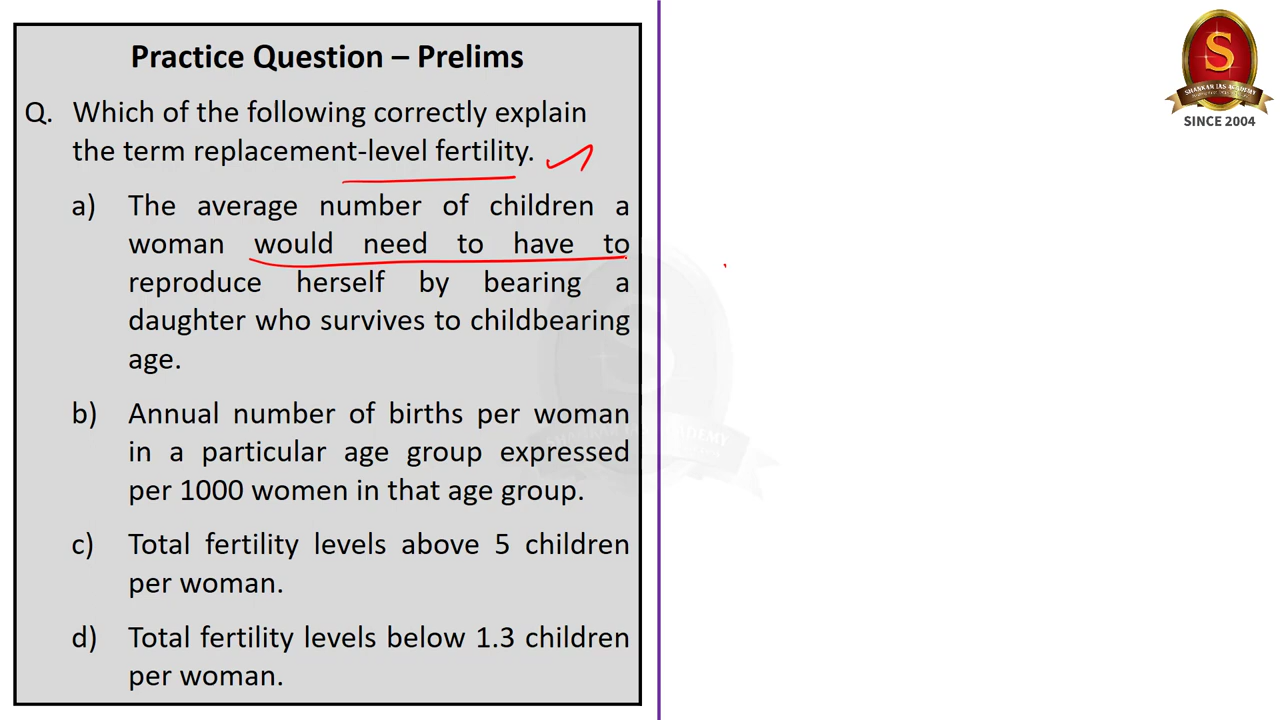 Practice Question – Prelims
Q. Which of the following correctly explain
the term replacement-level fertility.
a) The average number of children a
woman would need to have to
reproduce herself by bearing a
daughter who survives to childbearing
age.
b) Annual number of births per woman
in a particular age group expressed
per 1000 women in that age group.
c) Total fertility levels above 5 children
per woman.
d) Total fertility levels below 1.3 children
per woman.
S
SHANKAR IAS ACADEMY
SINCE 2004